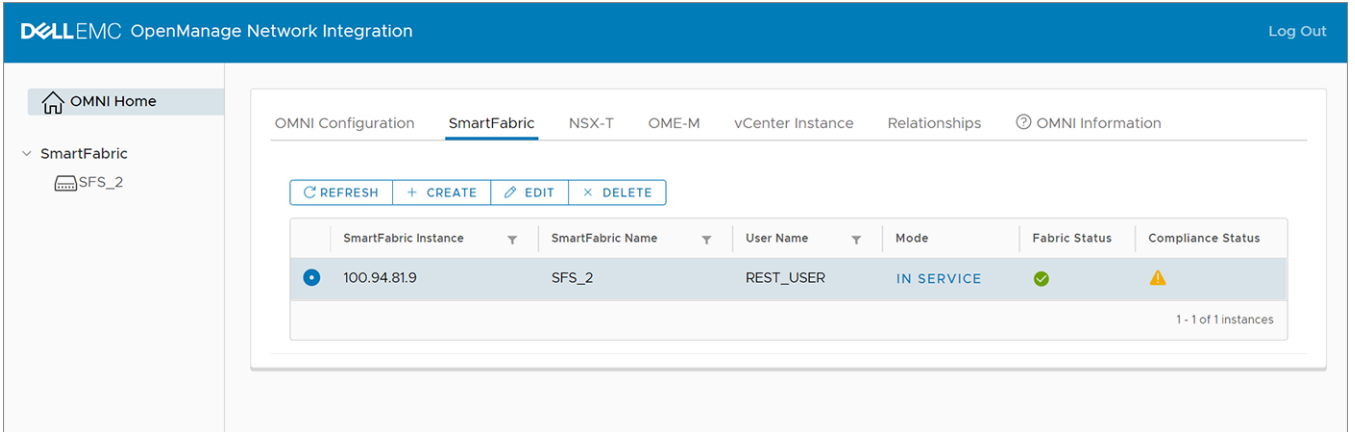 DELLEMC OpenManage Network Integration
Log Out
OMNI Home
SmartFabric
SFS_2
OMNI Configuration SmartFabric NSX-T OME-M vCenter Instance Relationships ? OMNI Information
REFRESH + CREATE EDIT × DELETE
SmartFabric Instance SmartFabric Name User Name Mode Fabric Status Compliance Status
100.94.81.9 SFS_2 REST_USER IN SERVICE
1 - 1 of 1 instances